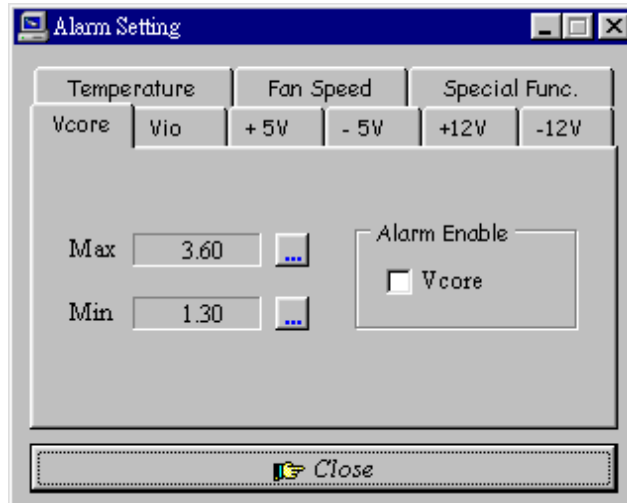 Alarm Setting
Temperature Fan Speed Special Func.
Vcore Vio + 5V - 5V +12V -12V
Alarm Enable
Max 3.60 ...
Vcore
Min 1.30 ...
Close